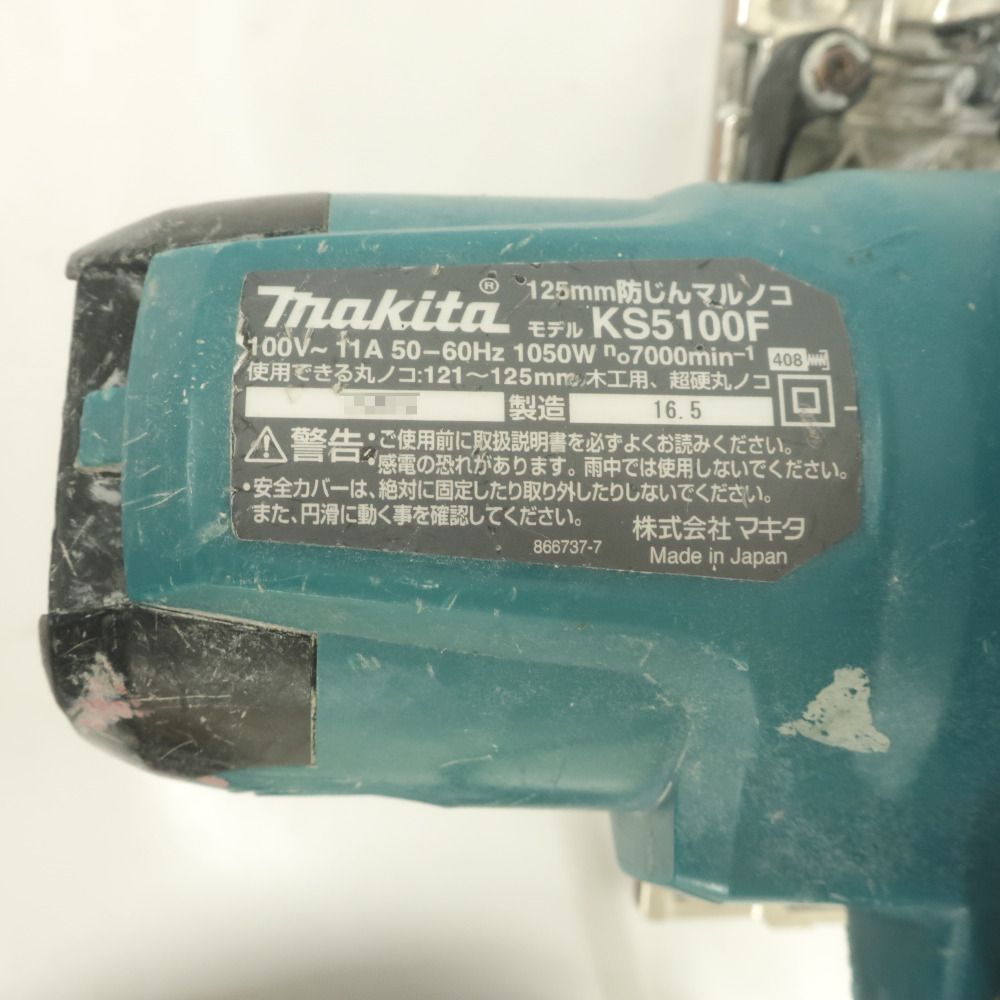 makita® 125mm防じんマルノコ
モデル KS5100F
100V~ 11A 50-60Hz 1050W n₀7000min⁻¹ 408
使用できる丸ノコ:121~125mm、木工用、超硬丸ノコ
製造 16.5
警告・ご使用前に取扱説明書を必ずよくお読みください。
・感電の恐れがあります。雨中では使用しないでください。
・安全カバーは、絶対に固定したり取り外したりしないでください。
また、円滑に動く事を確認してください。
株式会社 マキタ
866737-7
Made in Japan